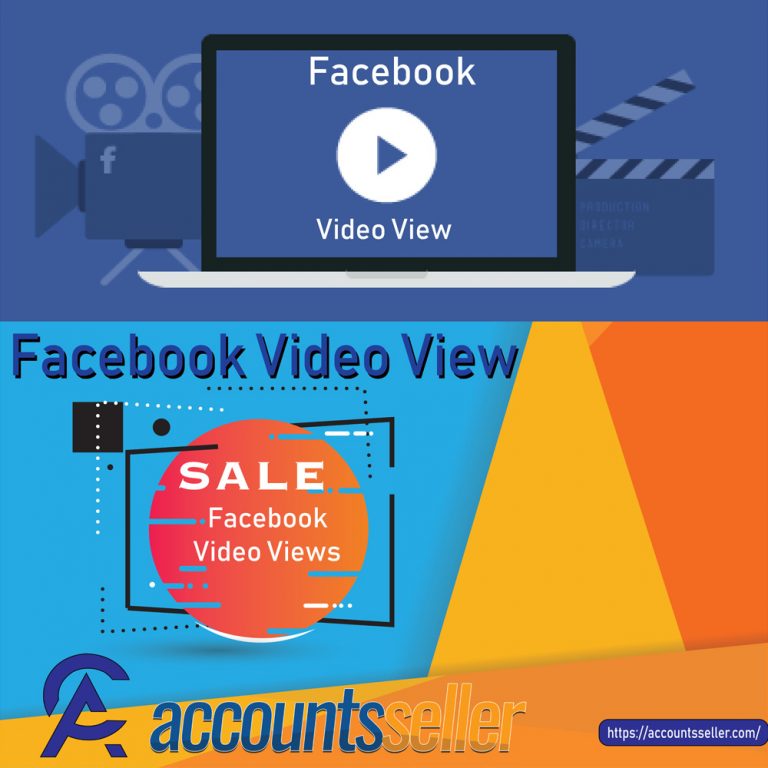 Facebook
f
Video View
PRODUCTION
DIRECTOR
CAMERA
Facebook Video View
SALE
Facebook
Video Views
accountsseller
https://accountsseller.com/